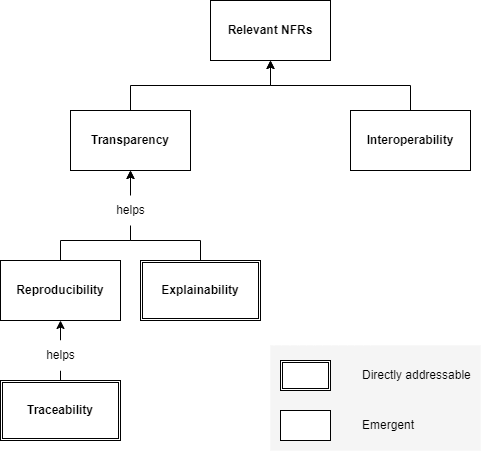 Relevant NFRs
Transparency
Interoperability
helps
Reproducibility
Explainability
helps
Traceability
Directly addressable
Emergent